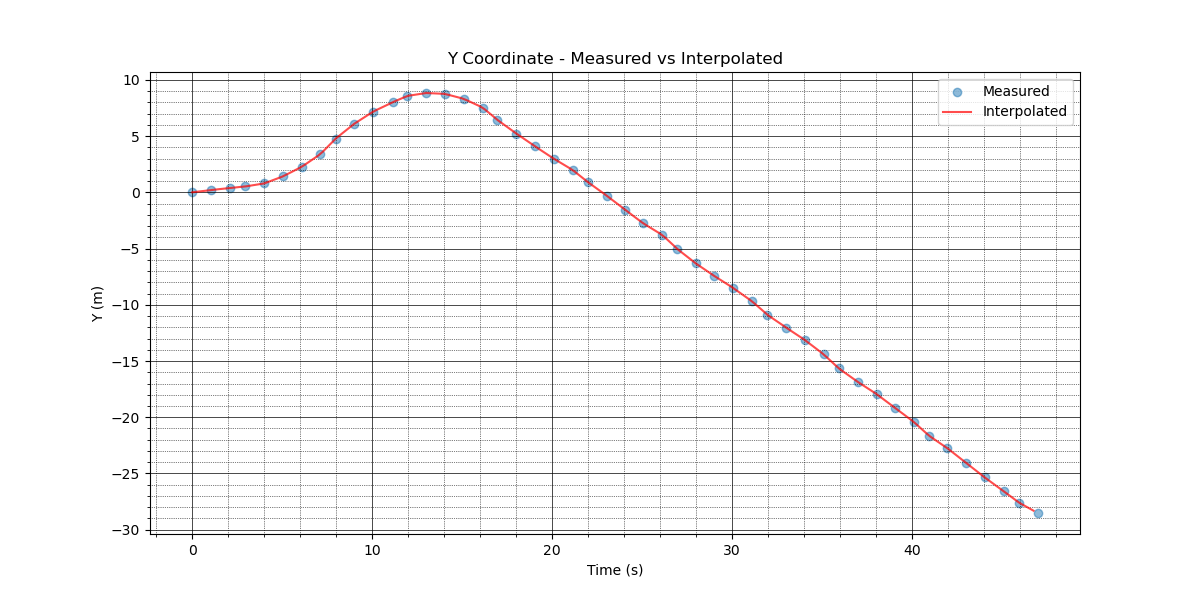 Y Coordinate - Measured vs Interpolated
Measured
Interpolated
10
5
0
−5
−10
−15
−20
−25
−30
Y (m)
0
10
20
30
40
Time (s)